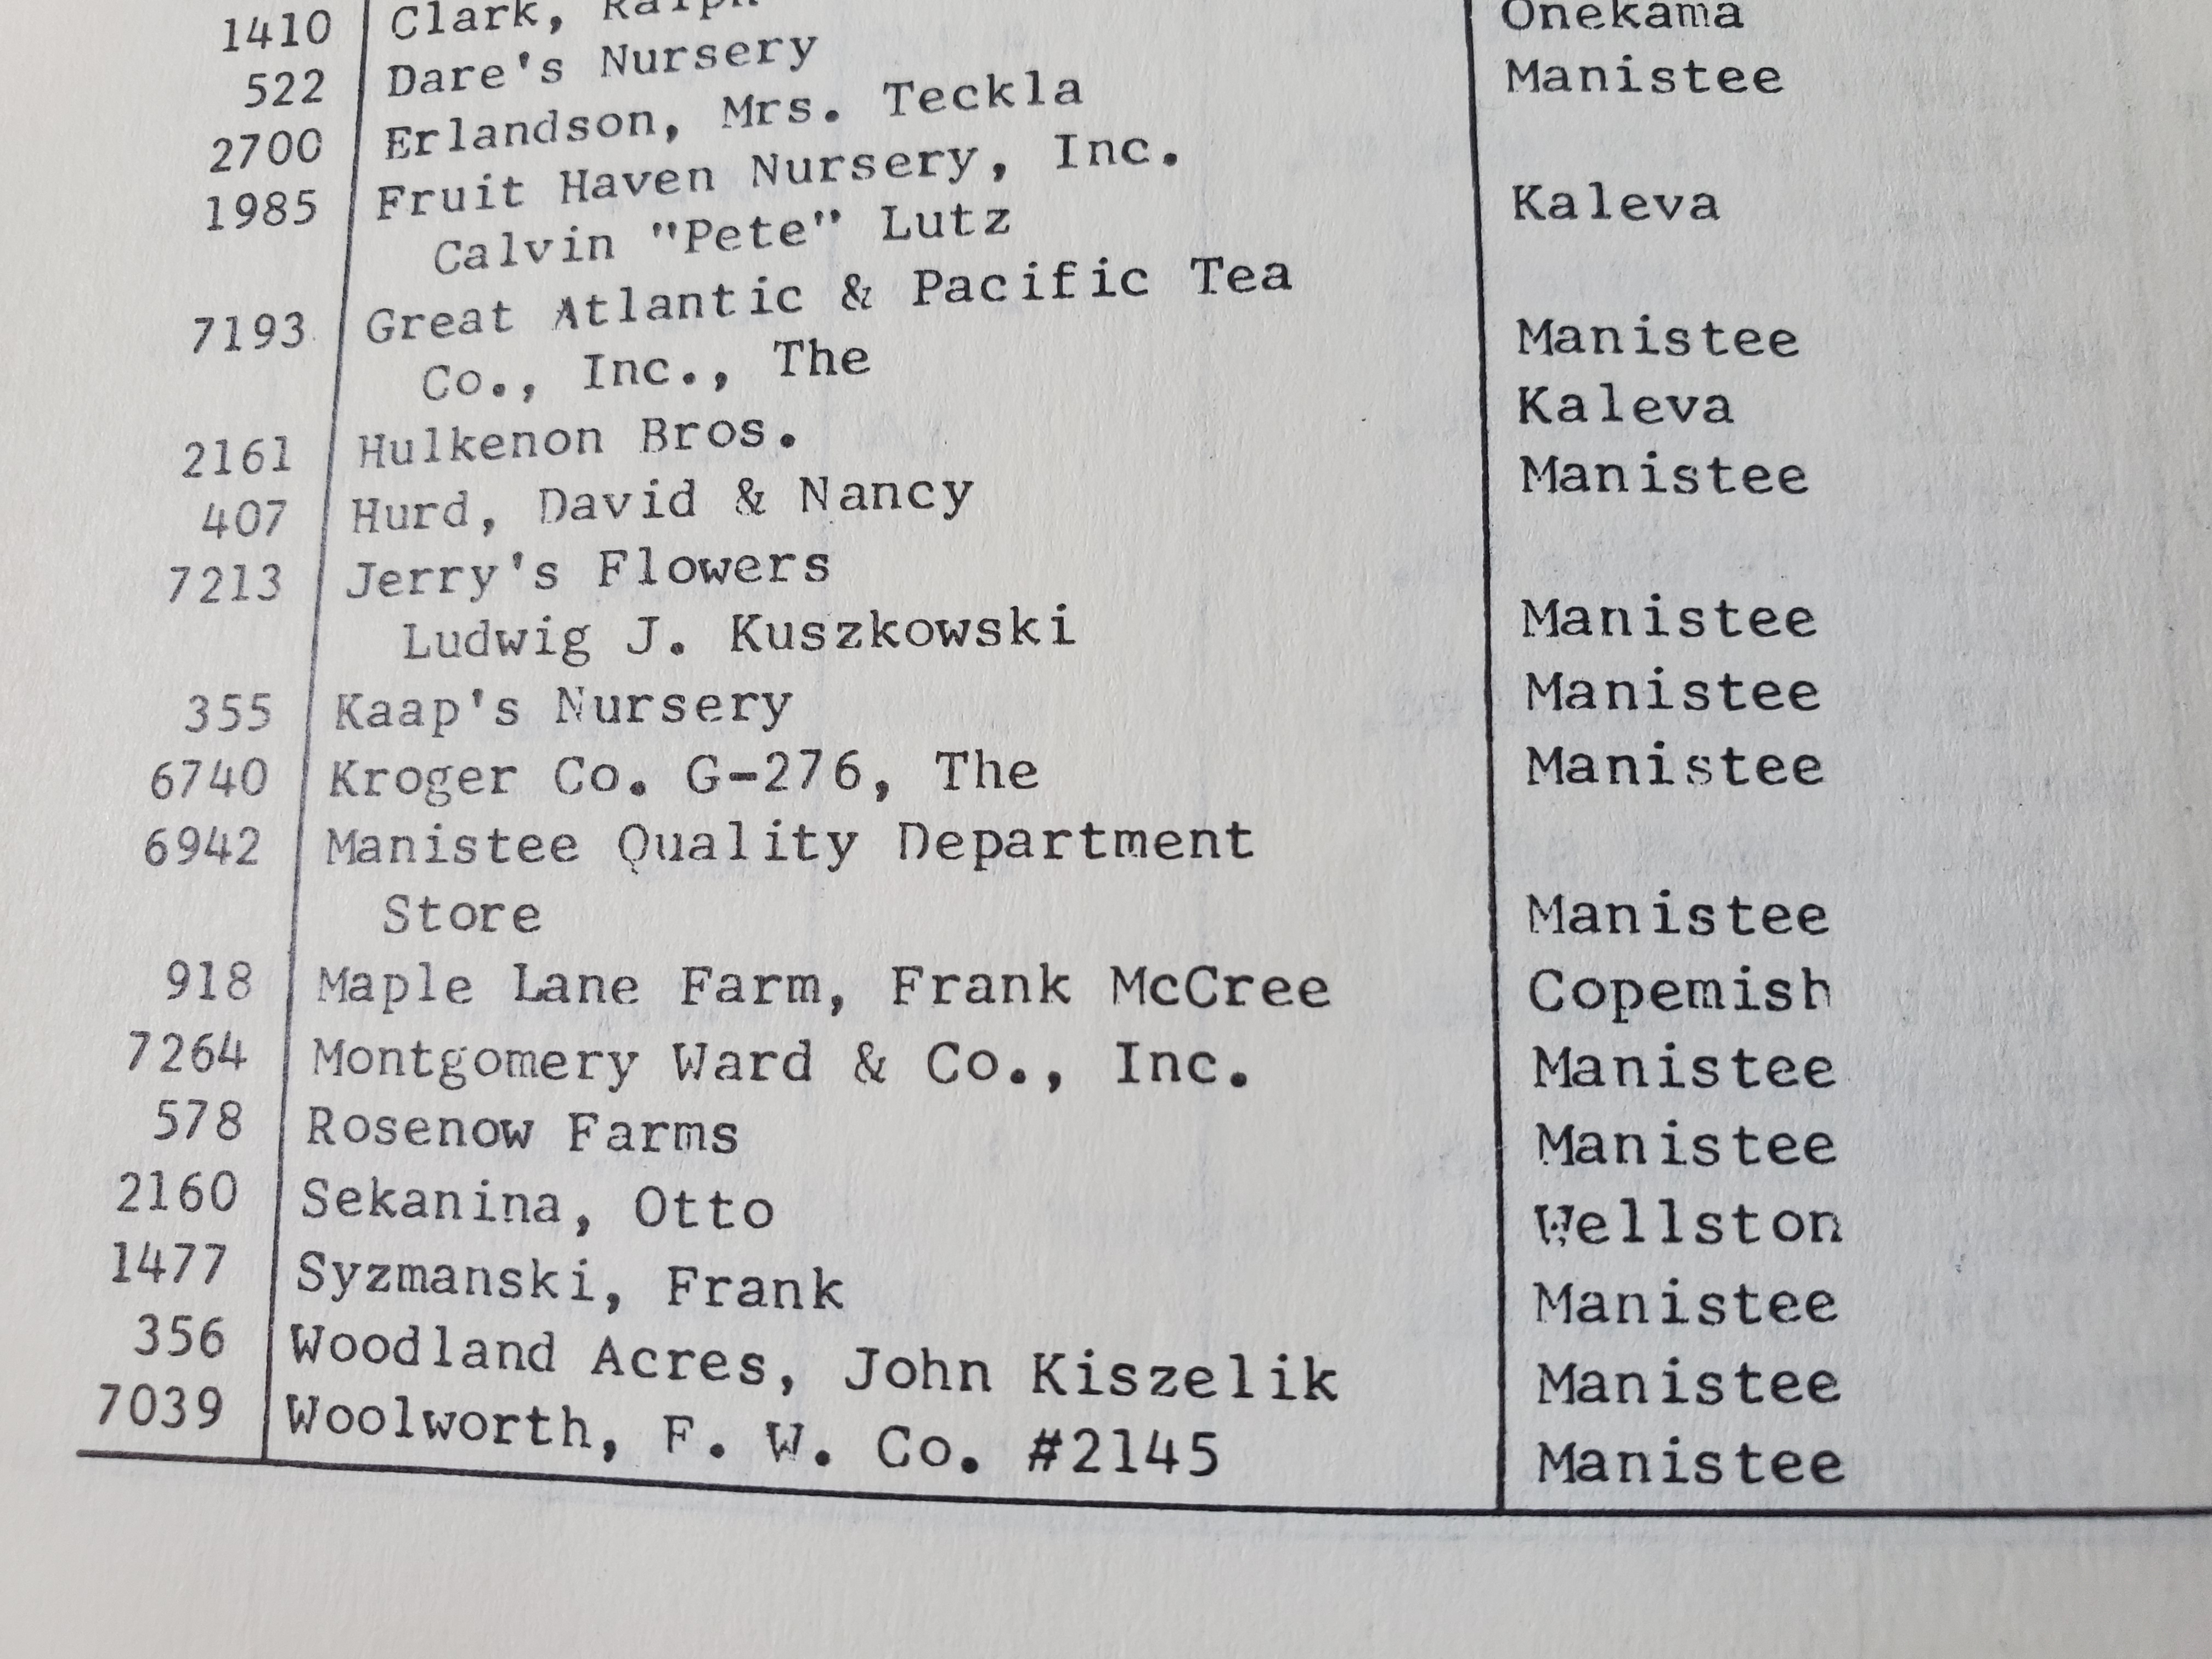 1410 Clark, Ralph
522 Dare's Nursery Onekama
2700 Erlandson, Mrs. Teckla Manistee
1985 Fruit Haven Nursery, Inc.
Calvin "Pete" Lutz Kaleva
7193 Great Atlantic & Pacific Tea
Co., Inc., The Manistee
2161 Hulkenon Bros. Kaleva
407 Hurd, David & Nancy Manistee
7213 Jerry's Flowers
Ludwig J. Kuszkowski Manistee
355 Kaap's Nursery Manistee
6740 Kroger Co. G-276, The Manistee
6942 Manistee Quality Department
Store Manistee
918 Maple Lane Farm, Frank McCree Copemish
7264 Montgomery Ward & Co., Inc. Manistee
578 Rosenow Farms Manistee
2160 Sekanina, Otto Wellston
1477 Syzmanski, Frank Manistee
356 Woodland Acres, John Kiszelik Manistee
7039 Woolworth, F. W. Co. #2145 Manistee